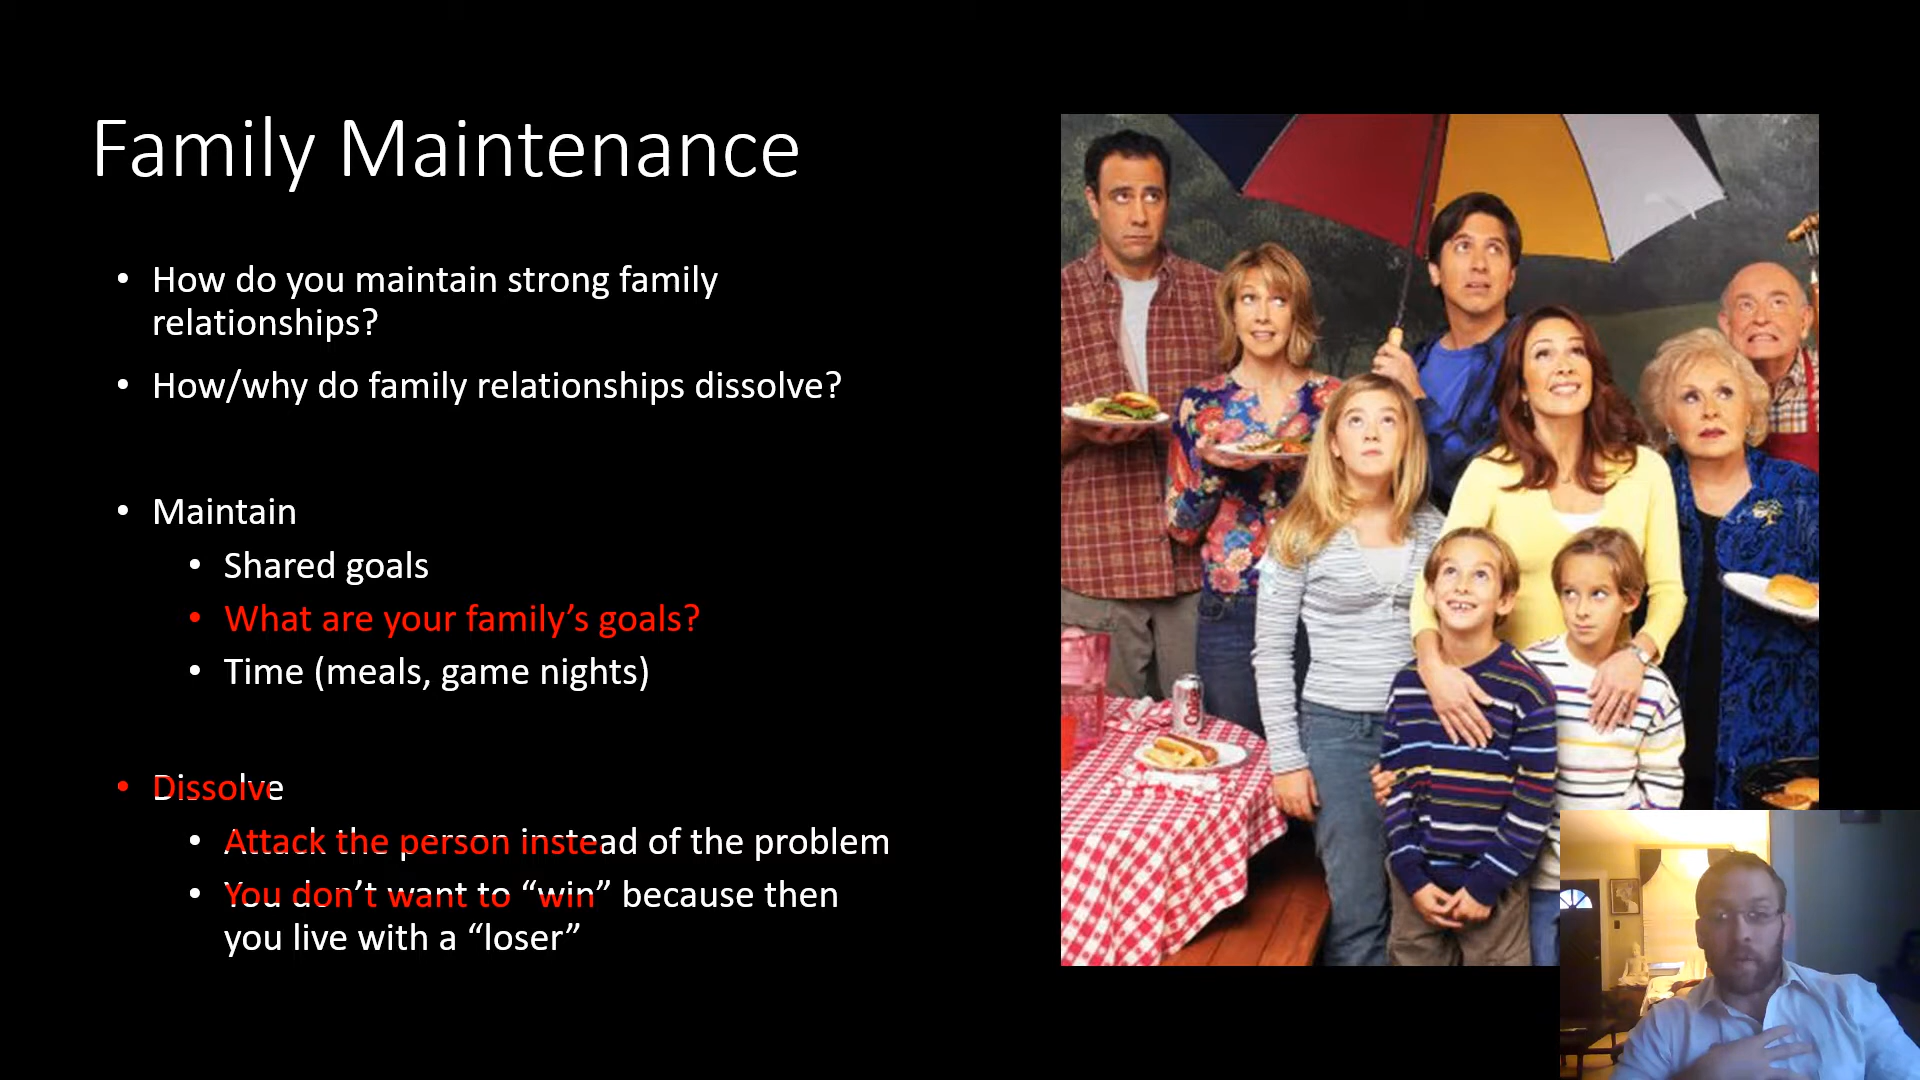 Family Maintenance
• How do you maintain strong family
relationships?
• How/why do family relationships dissolve?
• Maintain
• Shared goals
• What are your family’s goals?
• Time (meals, game nights)
• Dissolve
• Attack the person instead of the problem
• You don’t want to “win” because then
you live with a “loser”
Coke